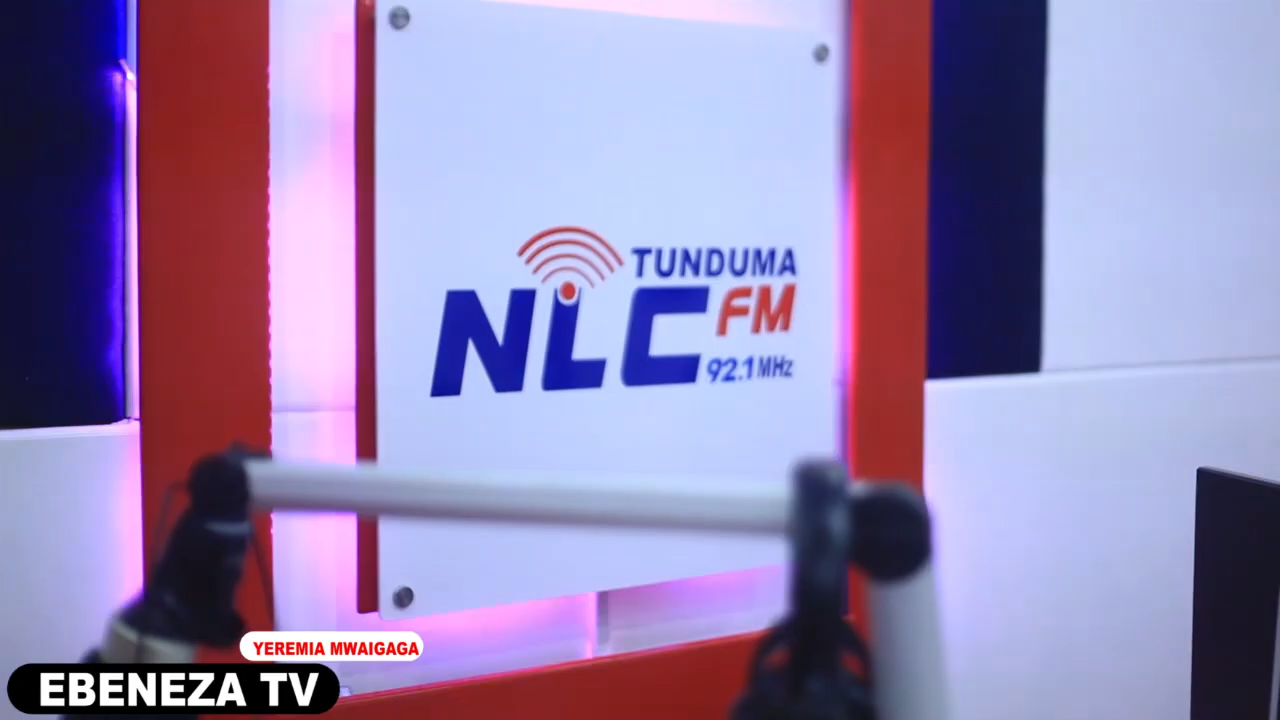 TUNDUMA
NLC FM
92.1 MHz
YEREMIA MWAIGAGA
EBENEZA TV